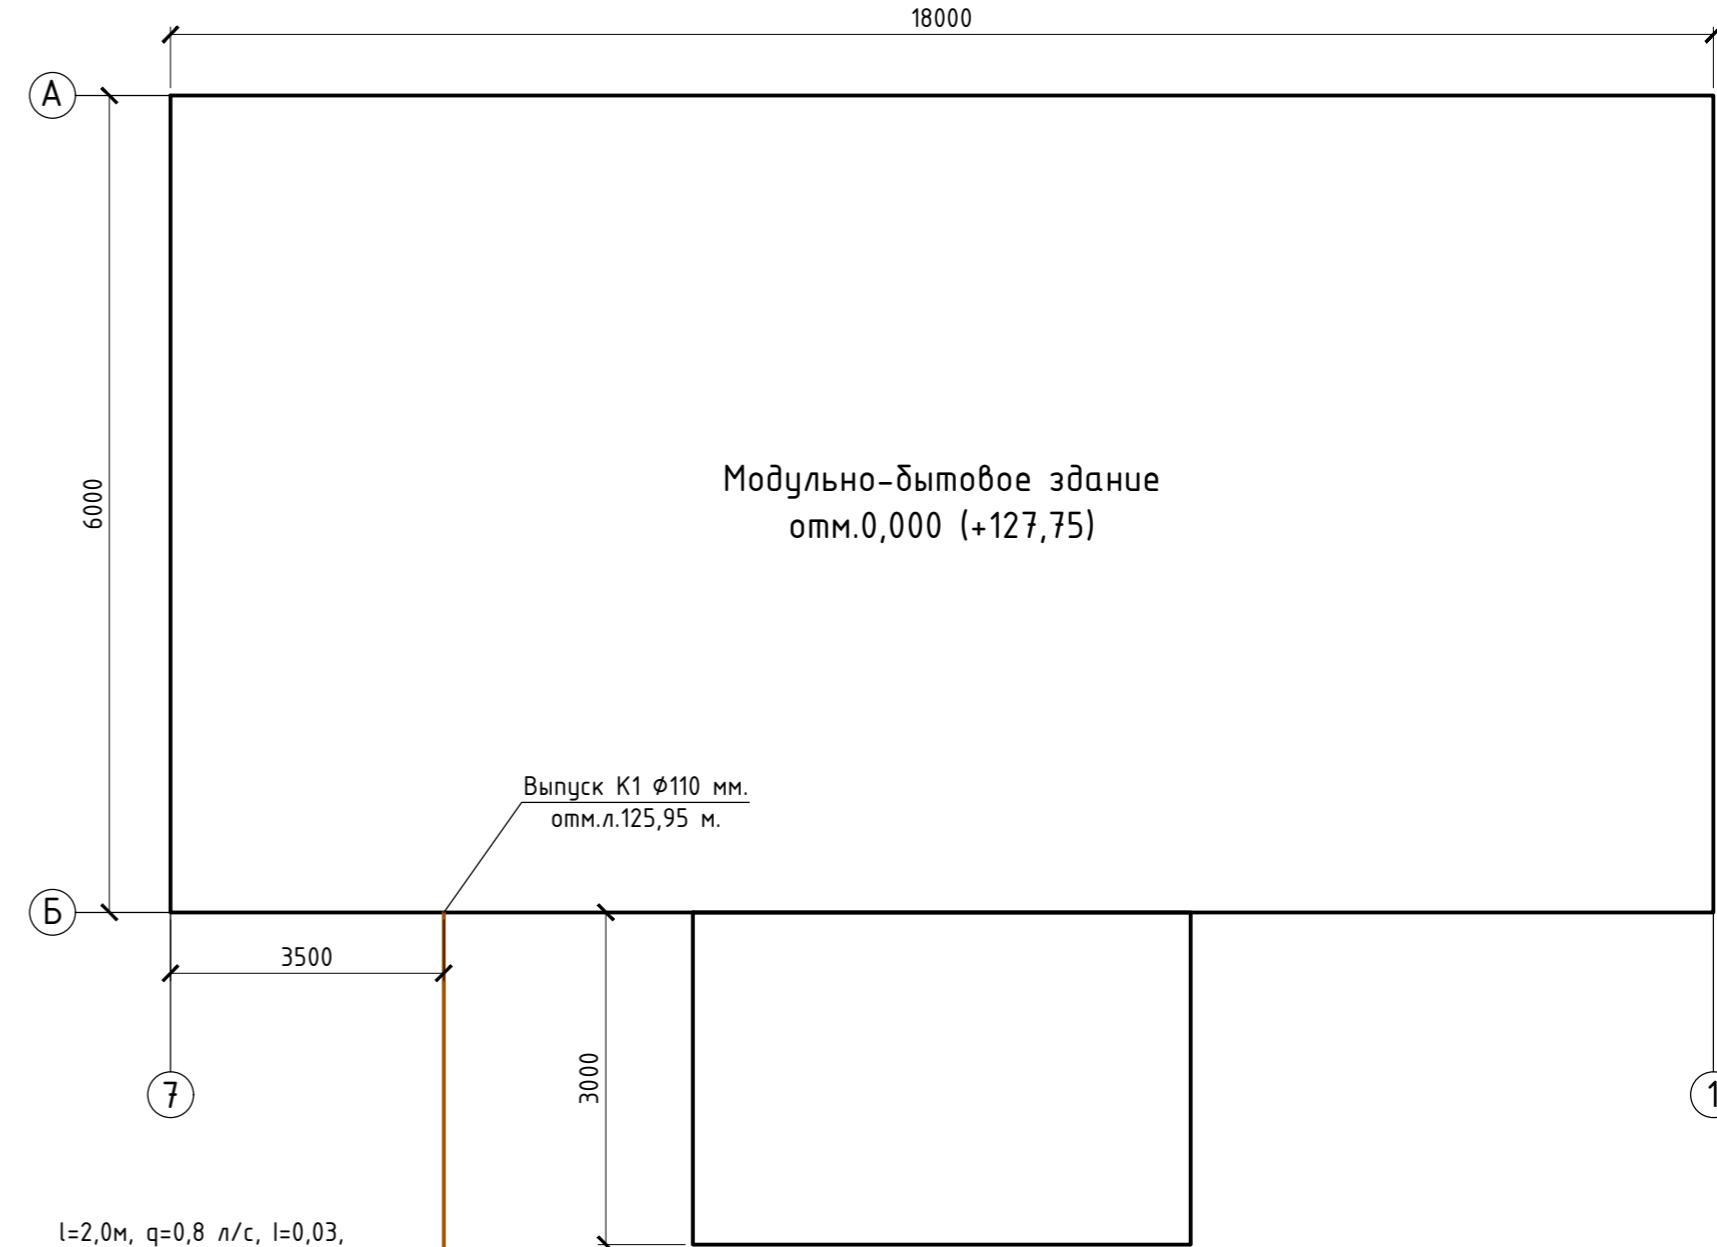 18000
А
6000
Модульно-бытовое здание
отм.0,000 (+127,75)
Выпуск К1 Ф110 мм.
отм.л.125,95 м.
Б
3500
3000
7
1
l=2,0м, q=0,8 л/с, I=0,03,